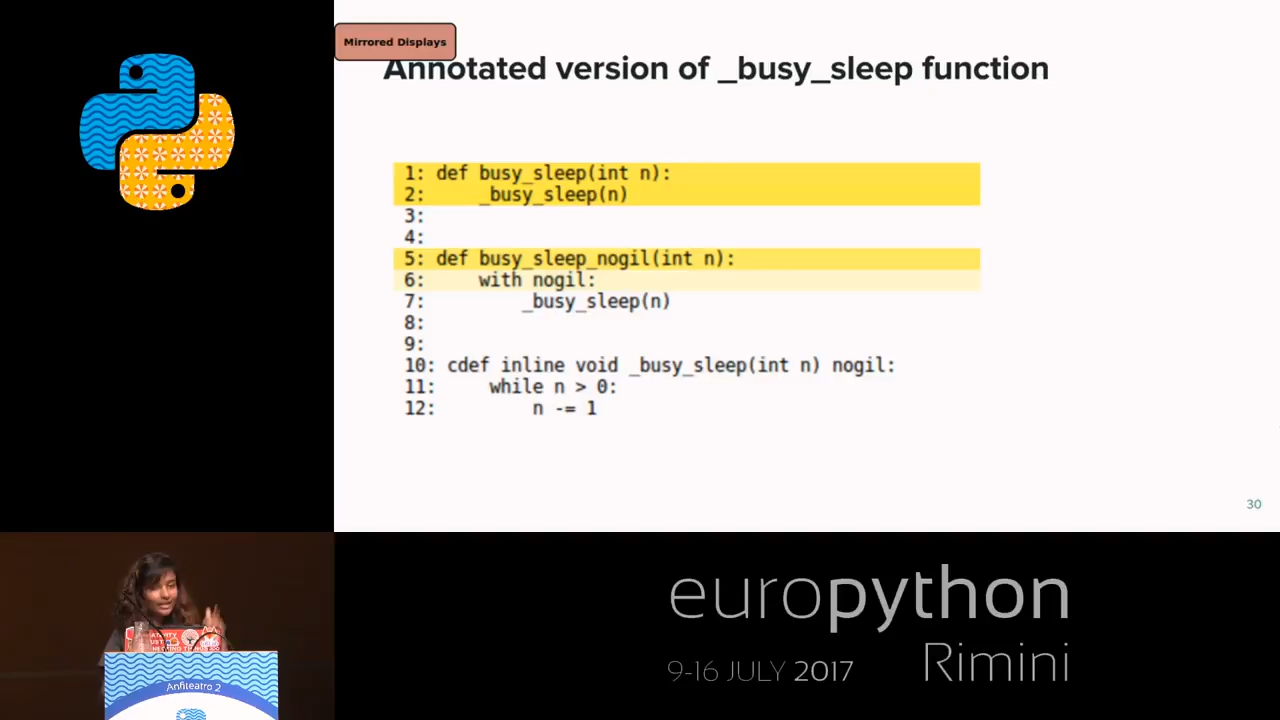 Mirrored Displays
Annotated version of _busy_sleep function
1: def busy_sleep(int n):
2: _busy_sleep(n)
3:
4:
5: def busy_sleep_nogil(int n):
6: with nogil:
7: _busy_sleep(n)
8:
9:
10: cdef inline void _busy_sleep(int n) nogil:
11: while n > 0:
12: n -= 1
30
europython
9-16 JULY 2017
Rimini
Anfiteatro 2